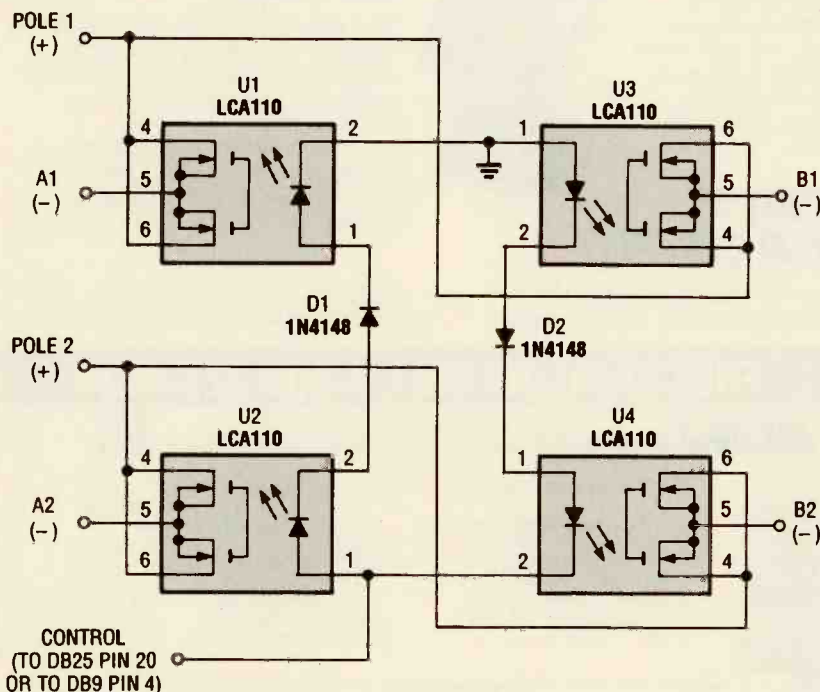 POLE 1
(+)
U1
LCA110
4
5
6
2
1
A1
(–)
U3
LCA110
1
2
6
5
4
B1
(–)
D1
1N4148
D2
1N4148
POLE 2
(+)
U2
LCA110
4
5
6
2
1
A2
(–)
U4
LCA110
1
2
6
5
4
B2
(–)
CONTROL
(TO DB25 PIN 20
OR TO DB9 PIN 4)